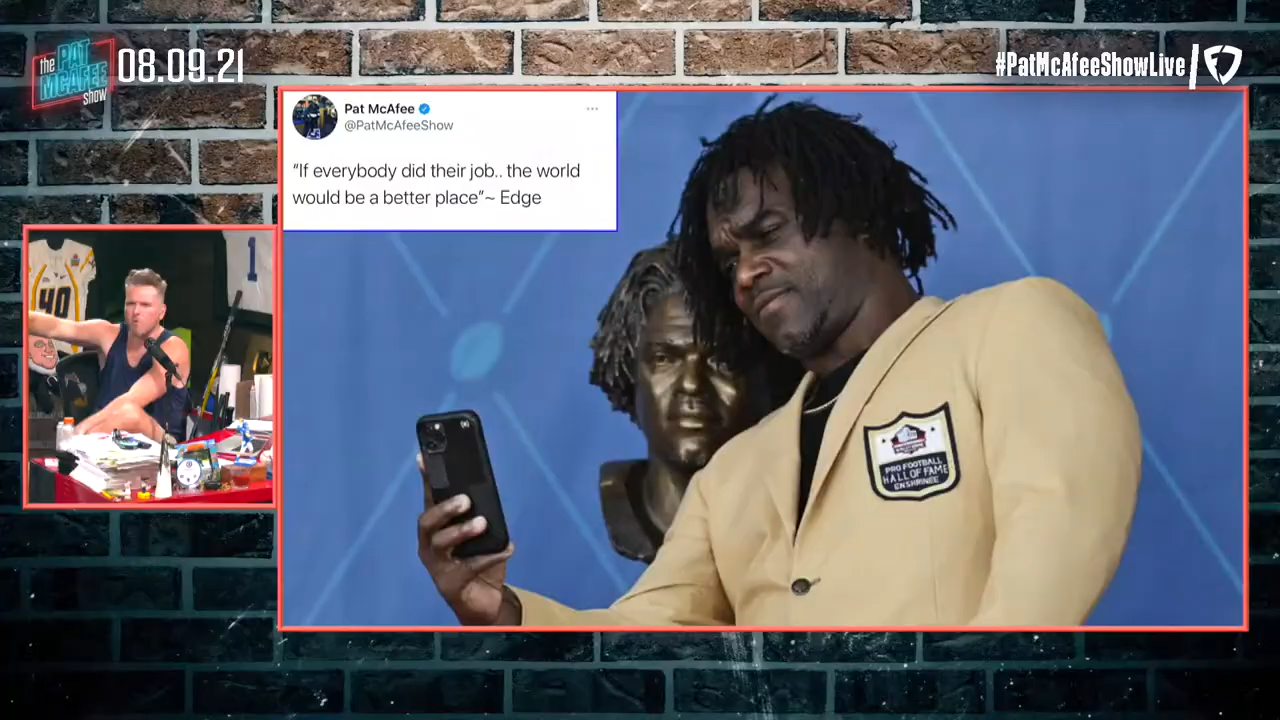 the
PAT
MCAFEE
show
08.09.21
#PatMcAfeeShowLive
Pat McAfee
@PatMcAfeeShow
“If everybody did their job.. the world
would be a better place”~ Edge
40
1
PRO FOOTBALL
HALL OF FAME
ENSHRINEE